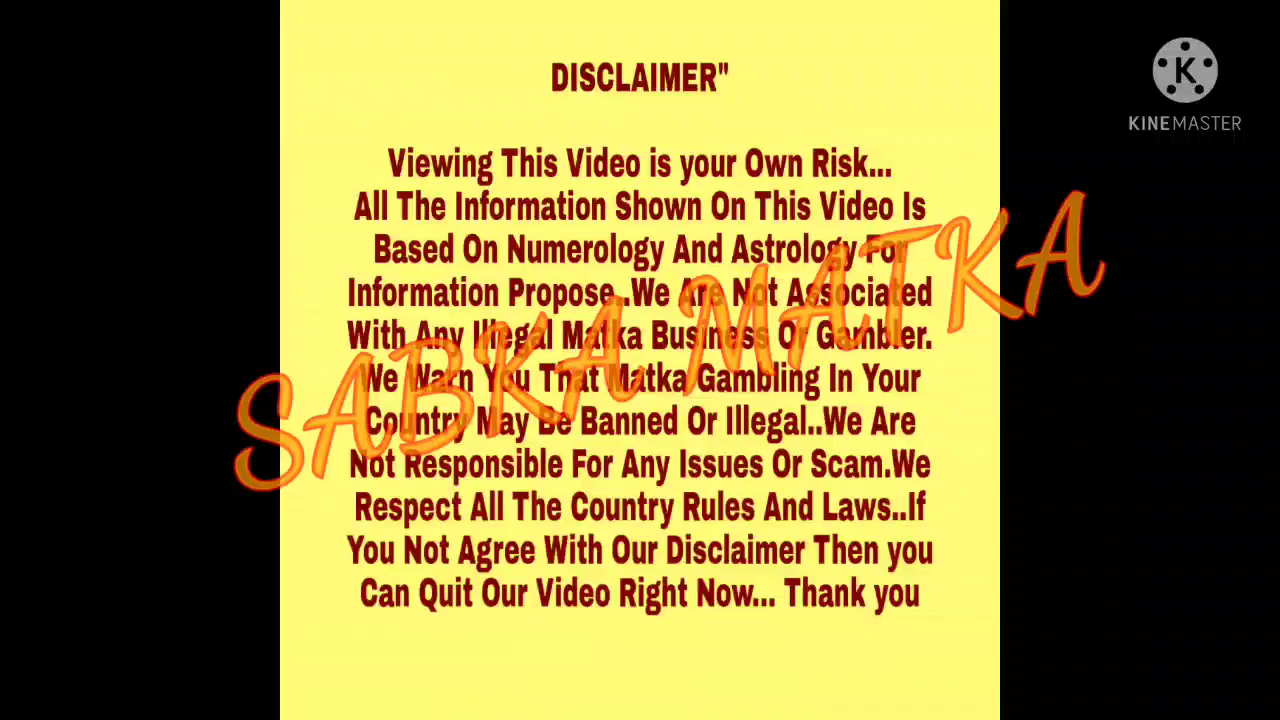 DISCLAIMER"
Viewing This Video is your Own Risk...
All The Information Shown On This Video Is
Based On Numerology And Astrology For
Information Propose..We Are Not Associated
With Any Illegal Matka Business Or Gambler.
We Warn You That Matka Gambling In Your
Country May Be Banned Or Illegal..We Are
Not Responsible For Any Issues Or Scam.We
Respect All The Country Rules And Laws..If
You Not Agree With Our Disclaimer Then you
Can Quit Our Video Right Now... Thank you
SABKA MATKA
K
KINEMASTER